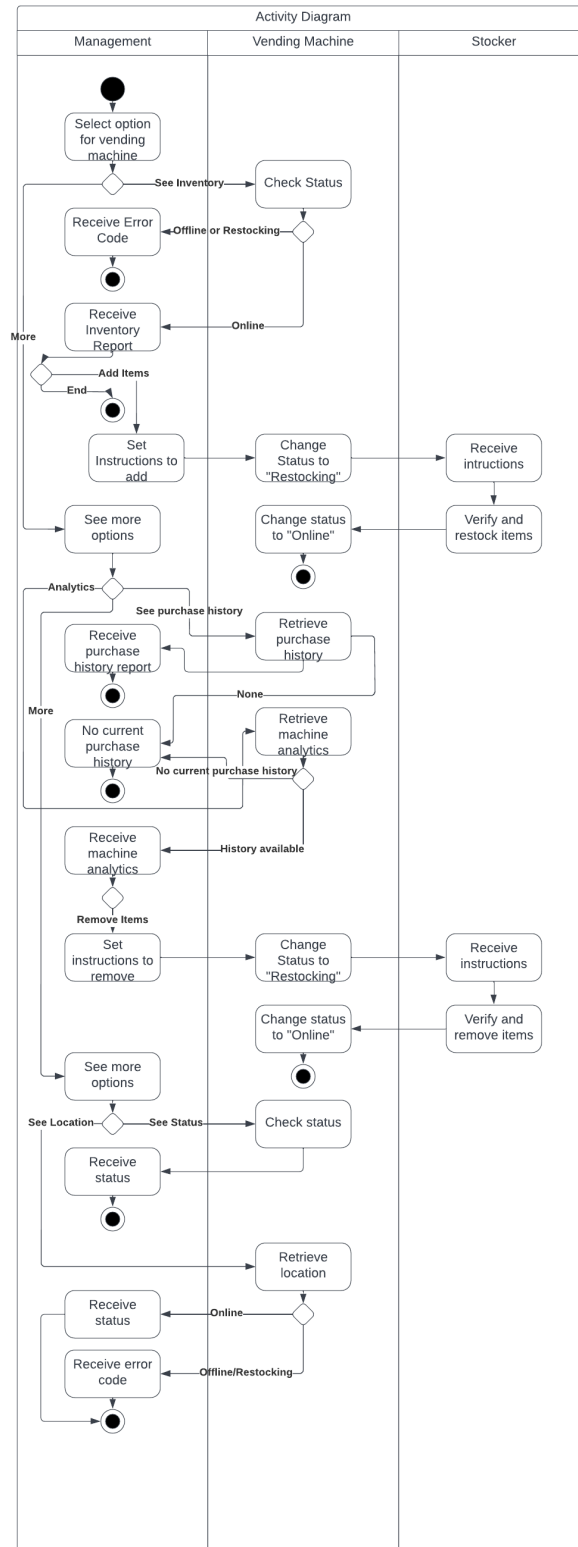 Activity Diagram
Management
Vending Machine
Stocker
Select option
for vending
machine
See Inventory
Check Status
Receive Error
Code
Offline or Restocking
Receive
Inventory
Report
Online
More
Add Items
End
Set
Instructions to
add
Change
Status to
"Restocking"
Receive
intructions
See more
options
Change status
to "Online"
Verify and
restock items
Analytics
See purchase history
Receive
purchase
history report
Retrieve
purchase
history
None
More
No current
purchase
history
Retrieve
machine
analytics
No current purchase history
Receive
machine
analytics
History available
Remove Items
Set
instructions to
remove
Change
Status to
"Restocking"
Receive
instructions
Change status
to "Online"
Verify and
remove items
See more
options
See Location
See Status
Check status
Receive
status
Retrieve
location
Receive
status
Online
Receive error
code
Offline/Restocking